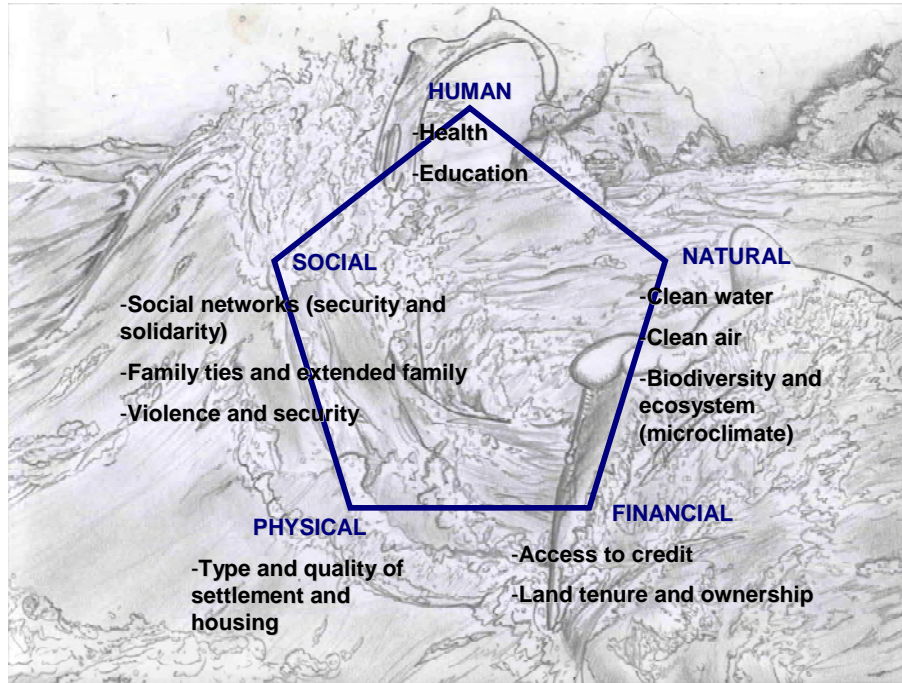 HUMAN
-Health
-Education
SOCIAL
-Social networks (security and
solidarity)
-Family ties and extended family
-Violence and security
NATURAL
-Clean water
-Clean air
-Biodiversity and
ecosystem
(microclimate)
PHYSICAL
-Type and quality of
settlement and
housing
FINANCIAL
-Access to credit
-Land tenure and ownership